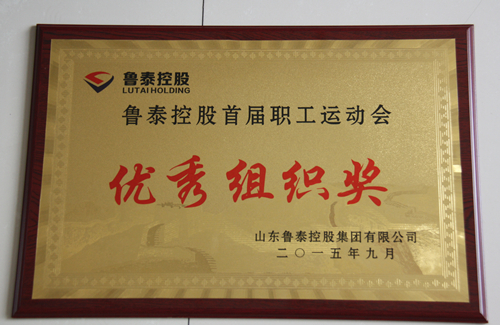 鲁泰控股
LUTAI HOLDING
鲁泰控股首届职工运动会
优秀组织奖
山东鲁泰控股集团有限公司
二〇一五年九月